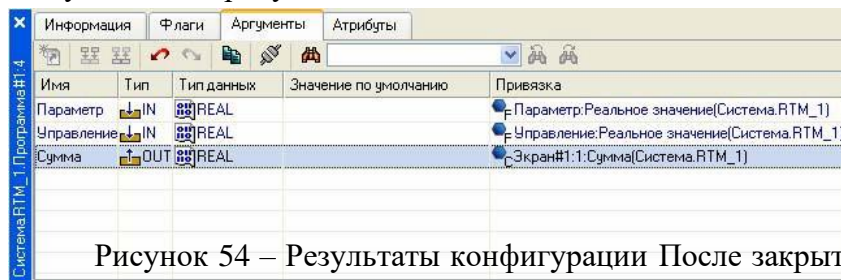 Информация Флаги Аргументы Атрибуты
Имя Тип Тип данных Значение по умолчанию Привязка
Параметр IN REAL Параметр:Реальное значение(Система.RTM_1)
Управление IN REAL Управление:Реальное значение(Система.RTM_1)
Сумма OUT REAL Экран#1:1:Сумма(Система.RTM_1)
Система.RTM_1.Программа#1:4
Рисунок 54 – Результаты конфигурации После закрыт